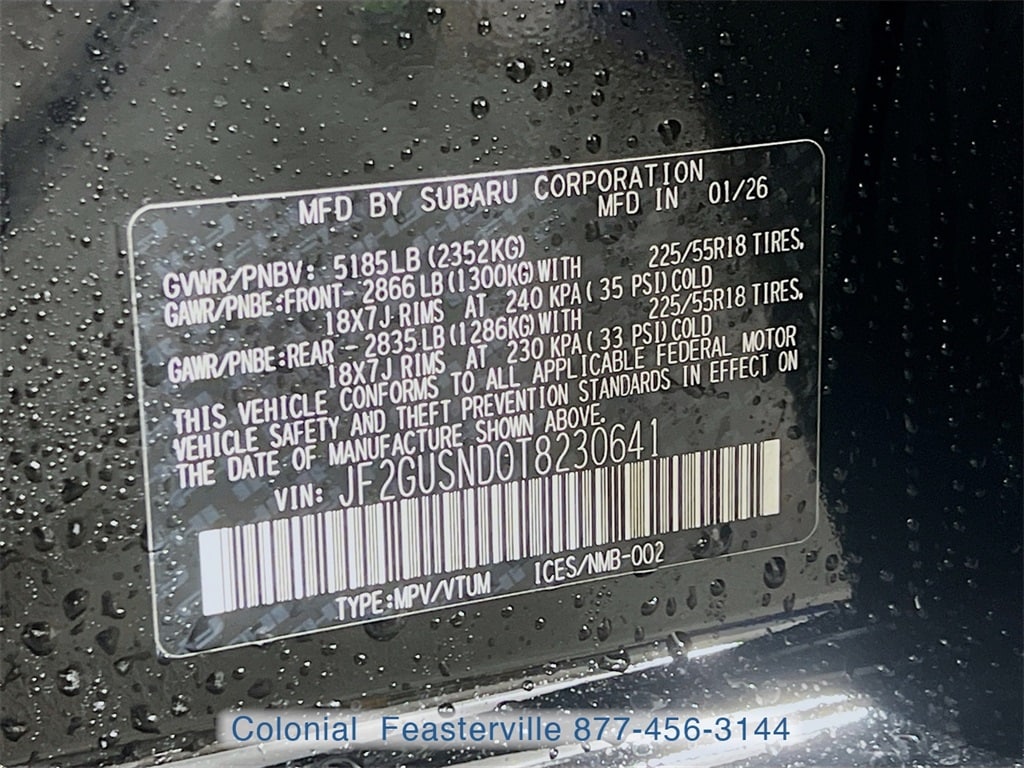 MFD BY SUBARU CORPORATION
MFD IN 01/26
GVWR/PNBV: 5185LB(2352KG)
GAWR/PNBE:FRONT- 2866LB(1300KG)WITH 225/55R18 TIRES,
18X7J RIMS AT 240 KPA( 35 PSI)COLD
GAWR/PNBE:REAR - 2835LB(1286KG)WITH 225/55R18 TIRES,
18X7J RIMS AT 230 KPA( 33 PSI)COLD
THIS VEHICLE CONFORMS TO ALL APPLICABLE FEDERAL MOTOR
VEHICLE SAFETY AND THEFT PREVENTION STANDARDS IN EFFECT ON
THE DATE OF MANUFACTURE SHOWN ABOVE.
VIN: JF2GUSND0T8230641
TYPE:MPV/VTUM ICES/NMB-002
Colonial Feasterville 877-456-3144